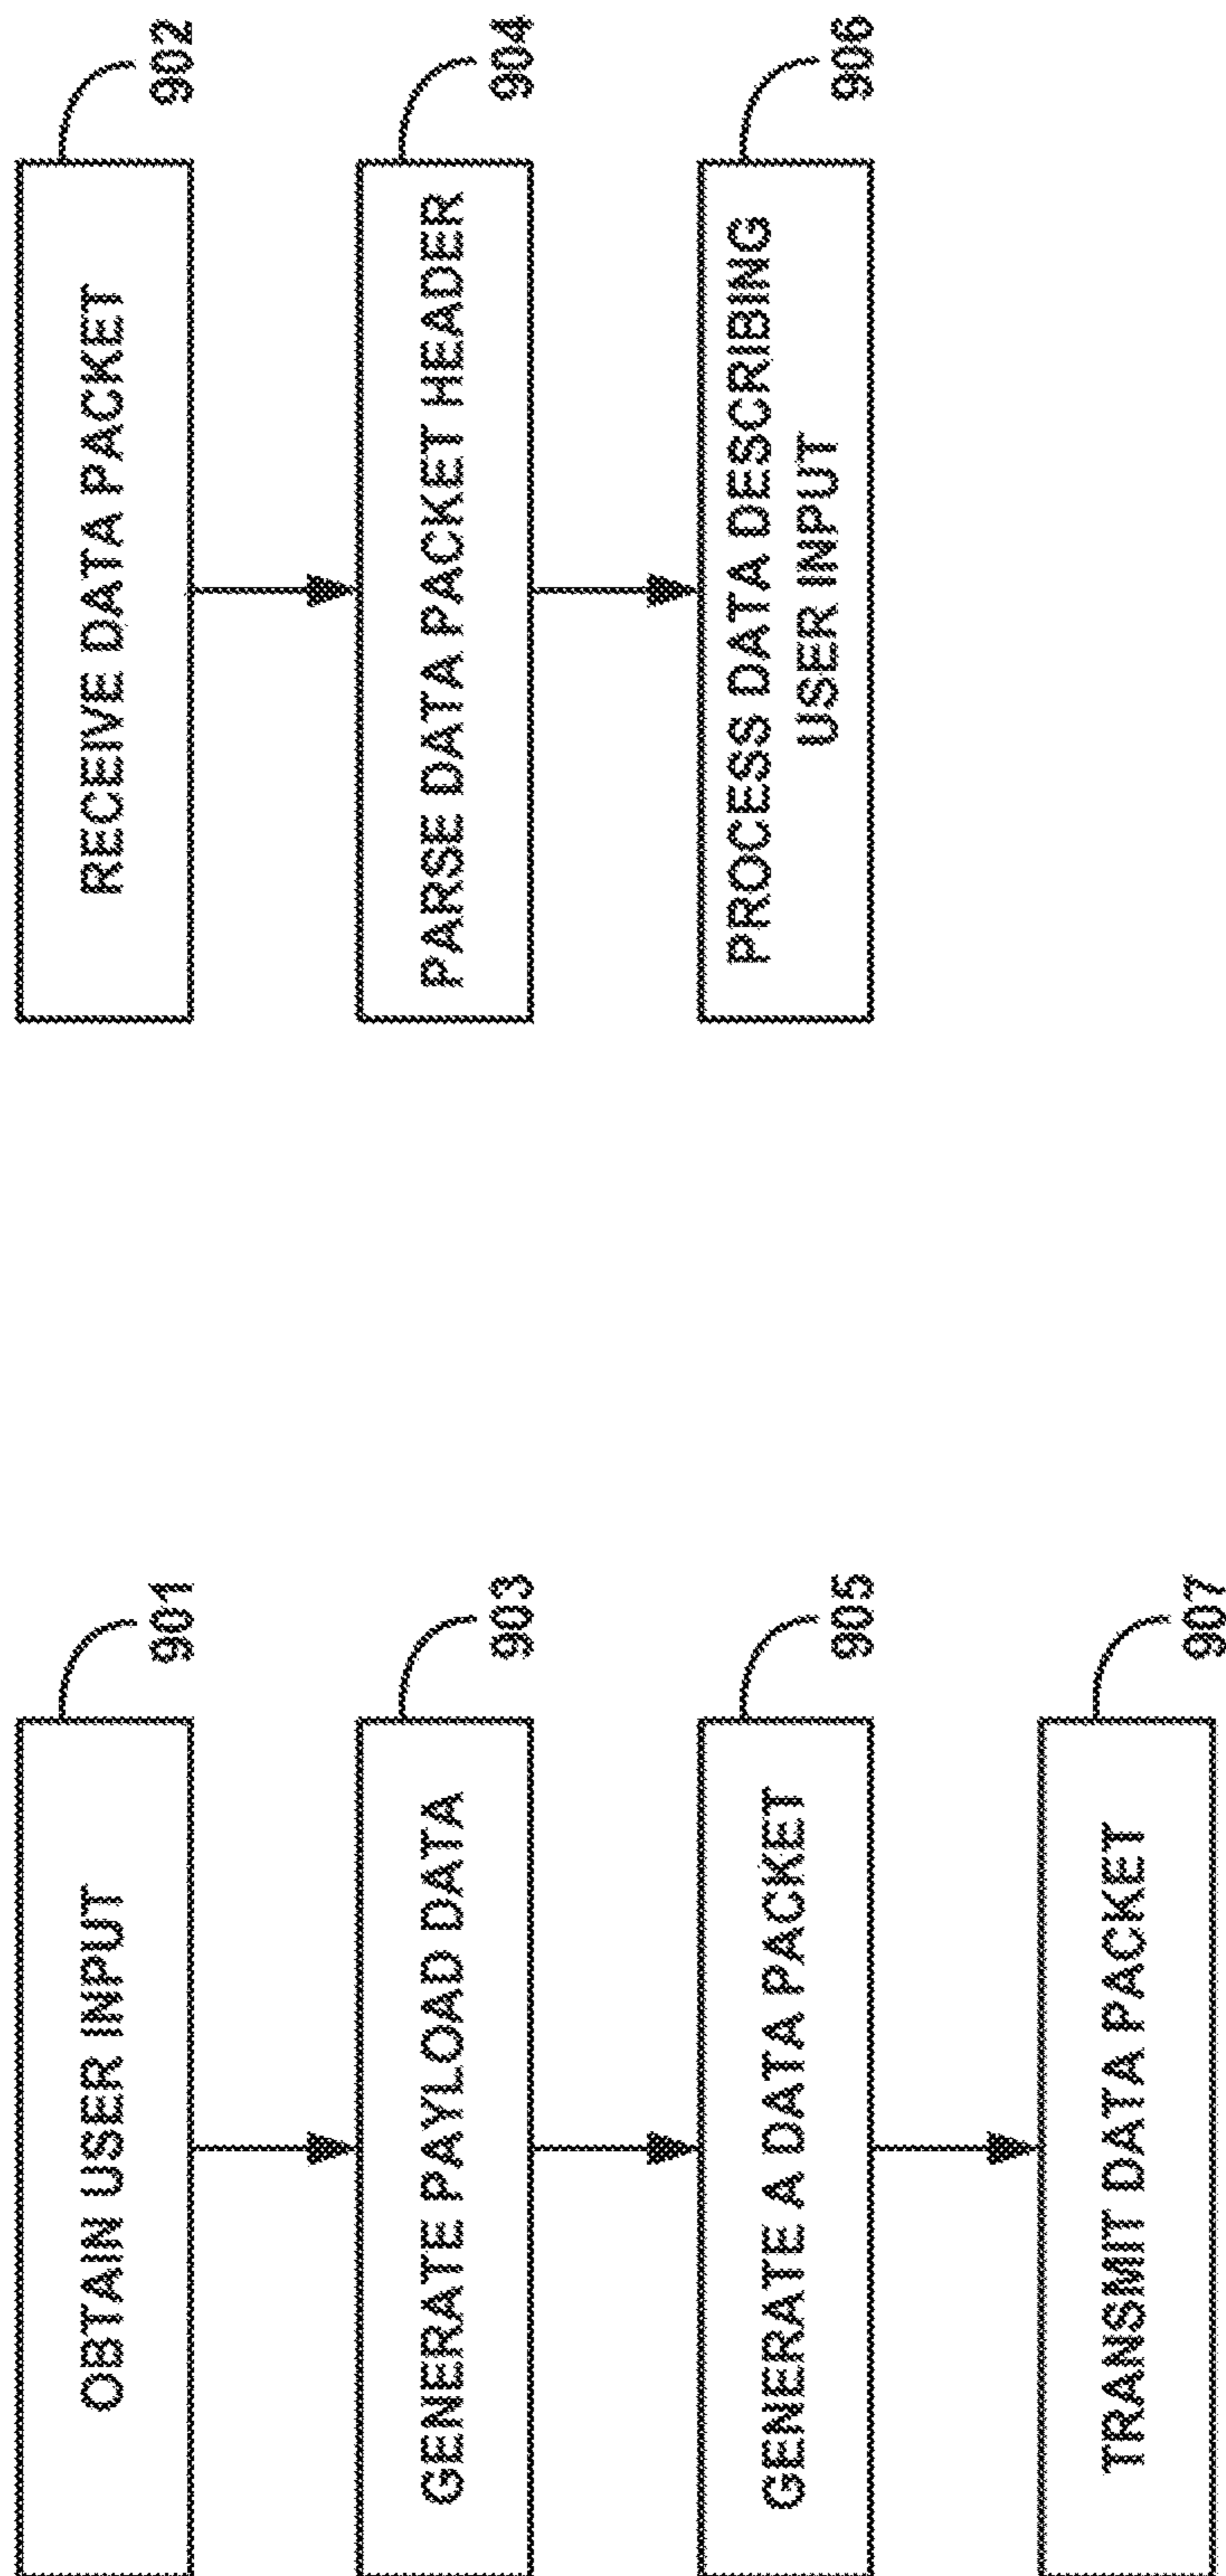 OBTAIN USER INPUT
901
GENERATE PAYLOAD DATA
903
GENERATE A DATA PACKET
905
TRANSMIT DATA PACKET
907
RECEIVE DATA PACKET
902
PARSE DATA PACKET HEADER
904
PROCESS DATA DESCRIBING
USER INPUT
906